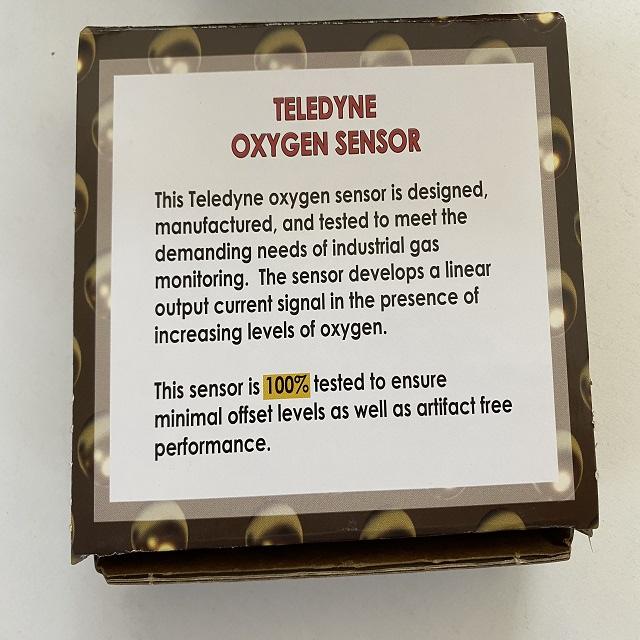 TELEDYNE
OXYGEN SENSOR
This Teledyne oxygen sensor is designed,
manufactured, and tested to meet the
demanding needs of industrial gas
monitoring. The sensor develops a linear
output current signal in the presence of
increasing levels of oxygen.
This sensor is 100% tested to ensure
minimal offset levels as well as artifact free
performance.